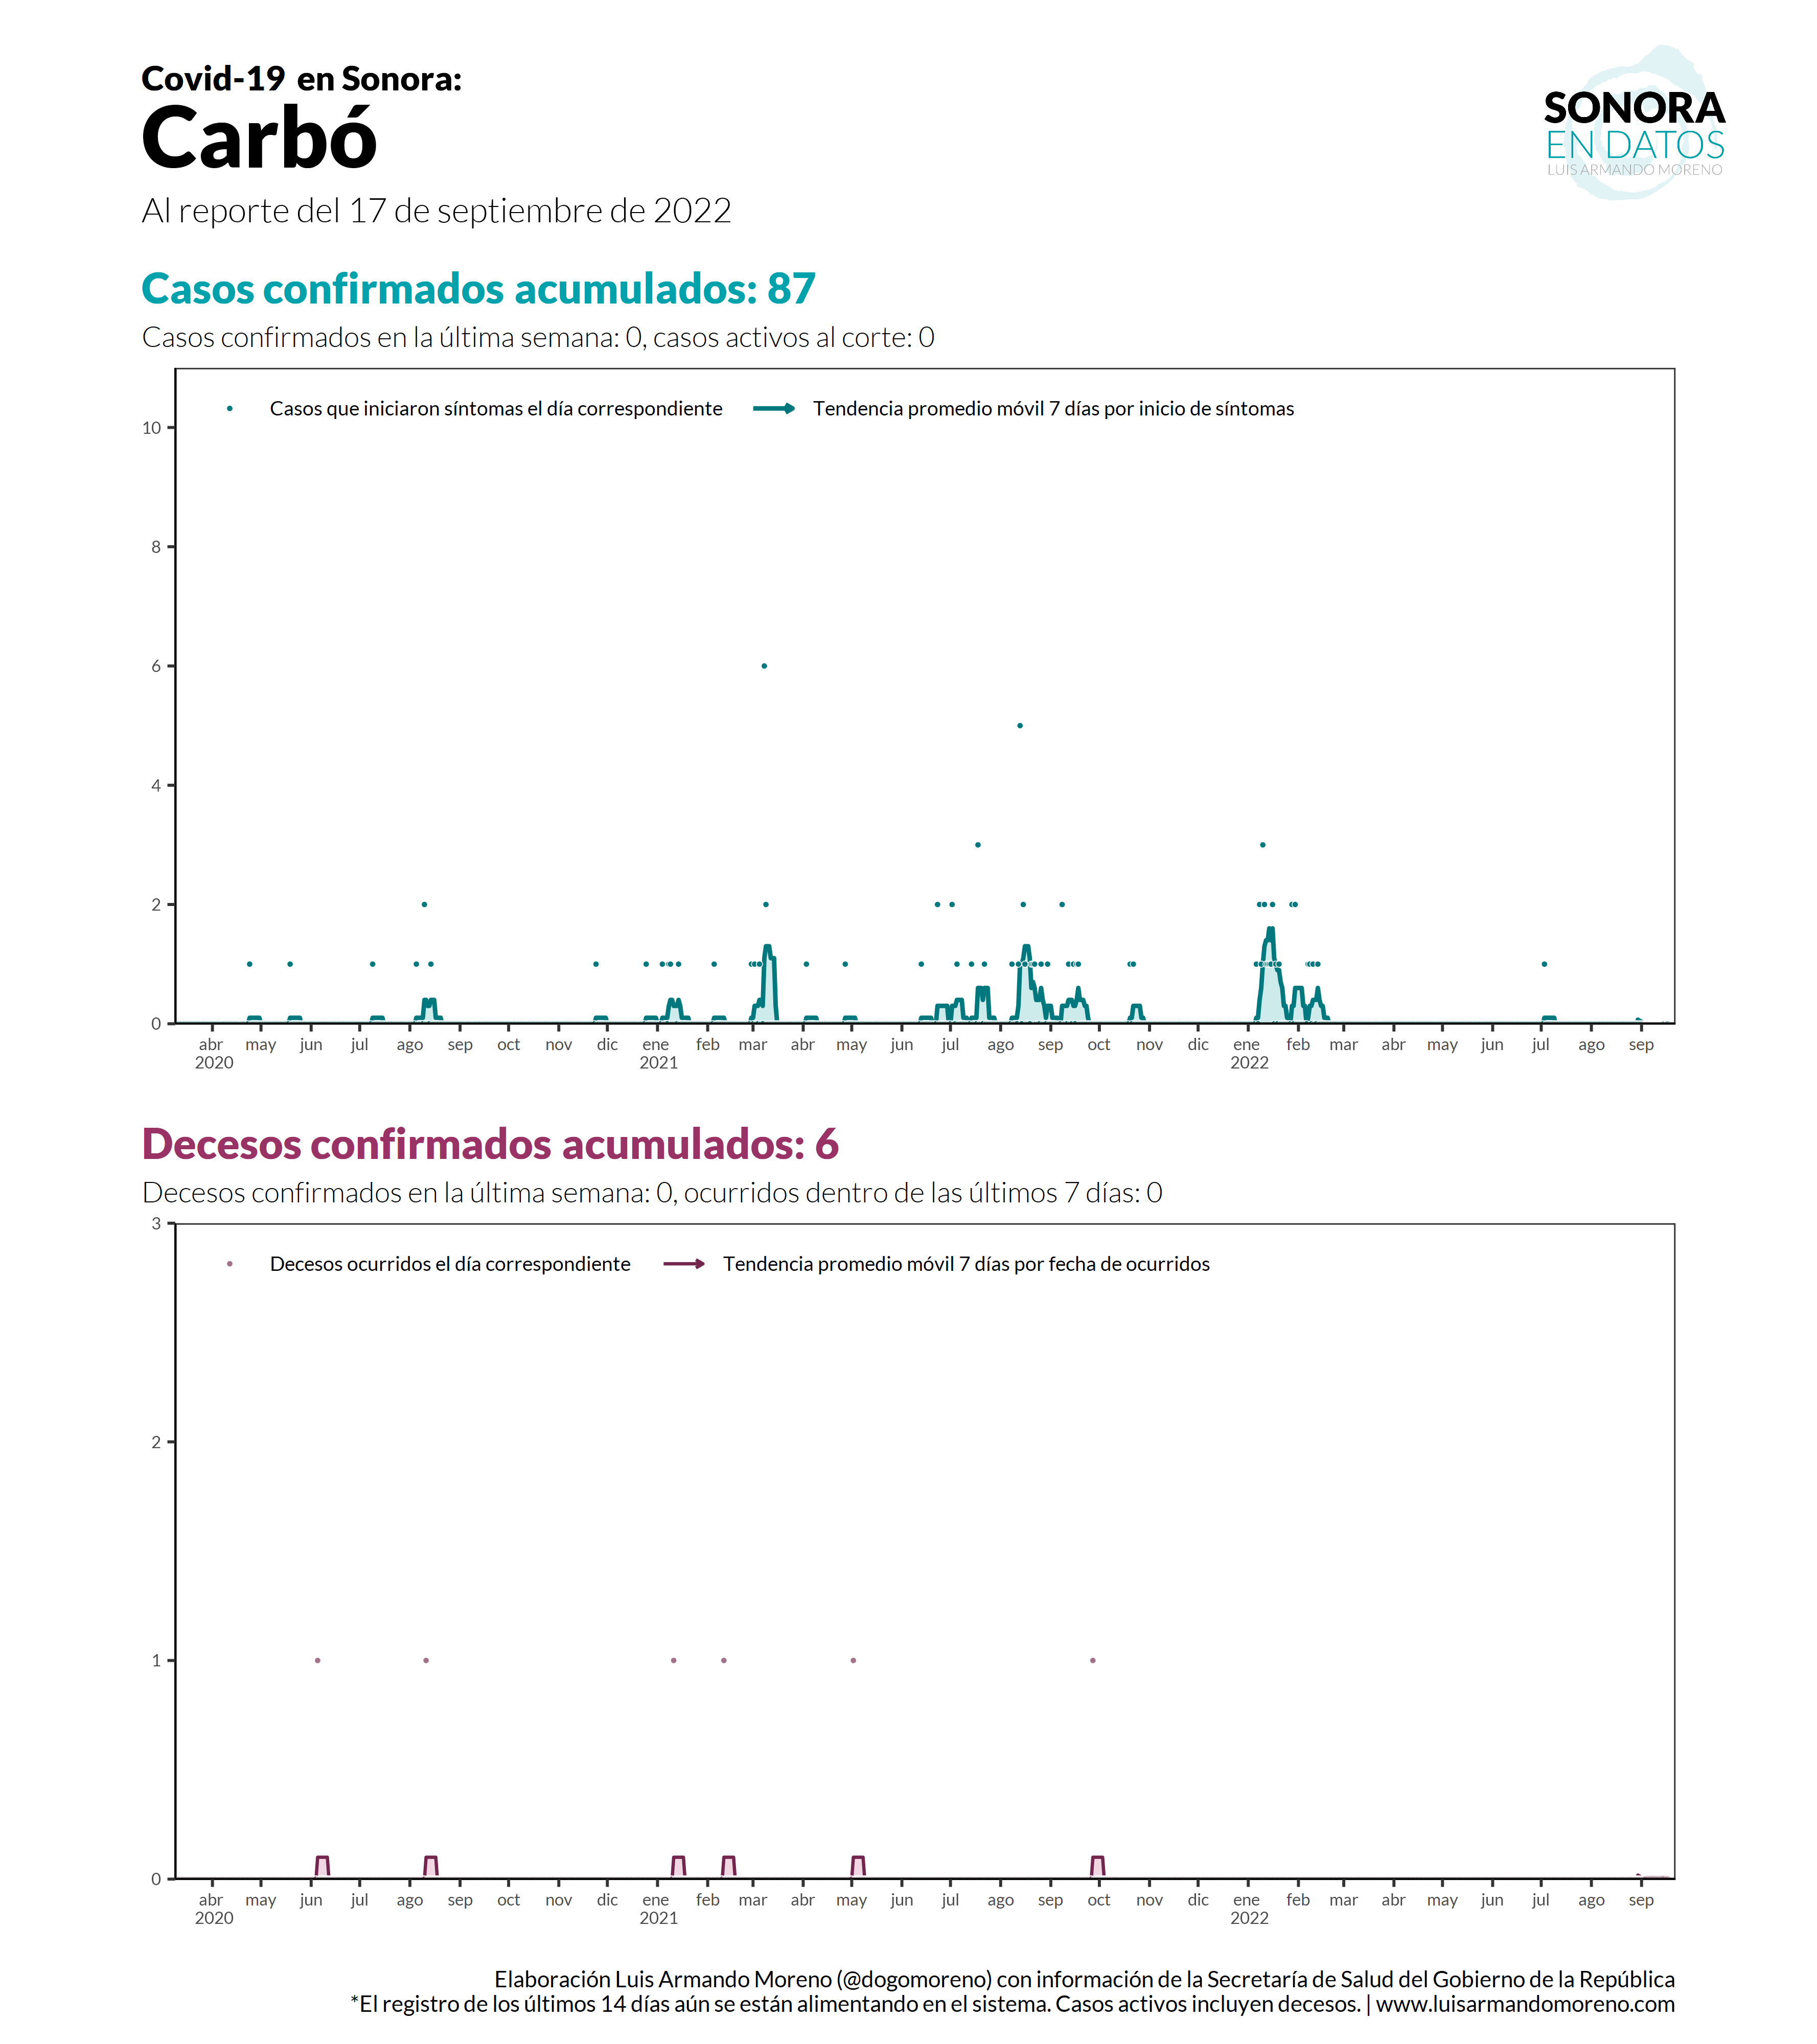 Covid-19 en Sonora:
Carbó
Al reporte del 17 de septiembre de 2022
SONORA
EN DATOS
LUIS ARMANDO MORENO
Casos confirmados acumulados: 87
Casos confirmados en la última semana: 0, casos activos al corte: 0
Casos que iniciaron síntomas el día correspondiente Tendencia promedio móvil 7 días por inicio de síntomas
10
8
6
4
2
0
abr may jun jul ago sep oct nov dic ene feb mar abr may jun jul ago sep oct nov dic ene feb mar abr may jun jul ago sep
2020 2021 2022
Decesos confirmados acumulados: 6
Decesos confirmados en la última semana: 0, ocurridos dentro de las últimos 7 días: 0
3
Decesos ocurridos el día correspondiente Tendencia promedio móvil 7 días por fecha de ocurridos
2
1
0
abr may jun jul ago sep oct nov dic ene feb mar abr may jun jul ago sep oct nov dic ene feb mar abr may jun jul ago sep
2020 2021 2022
Elaboración Luis Armando Moreno (@dogomoreno) con información de la Secretaría de Salud del Gobierno de la República
*El registro de los últimos 14 días aún se están alimentando en el sistema. Casos activos incluyen decesos. | www.luisarmandomoreno.com